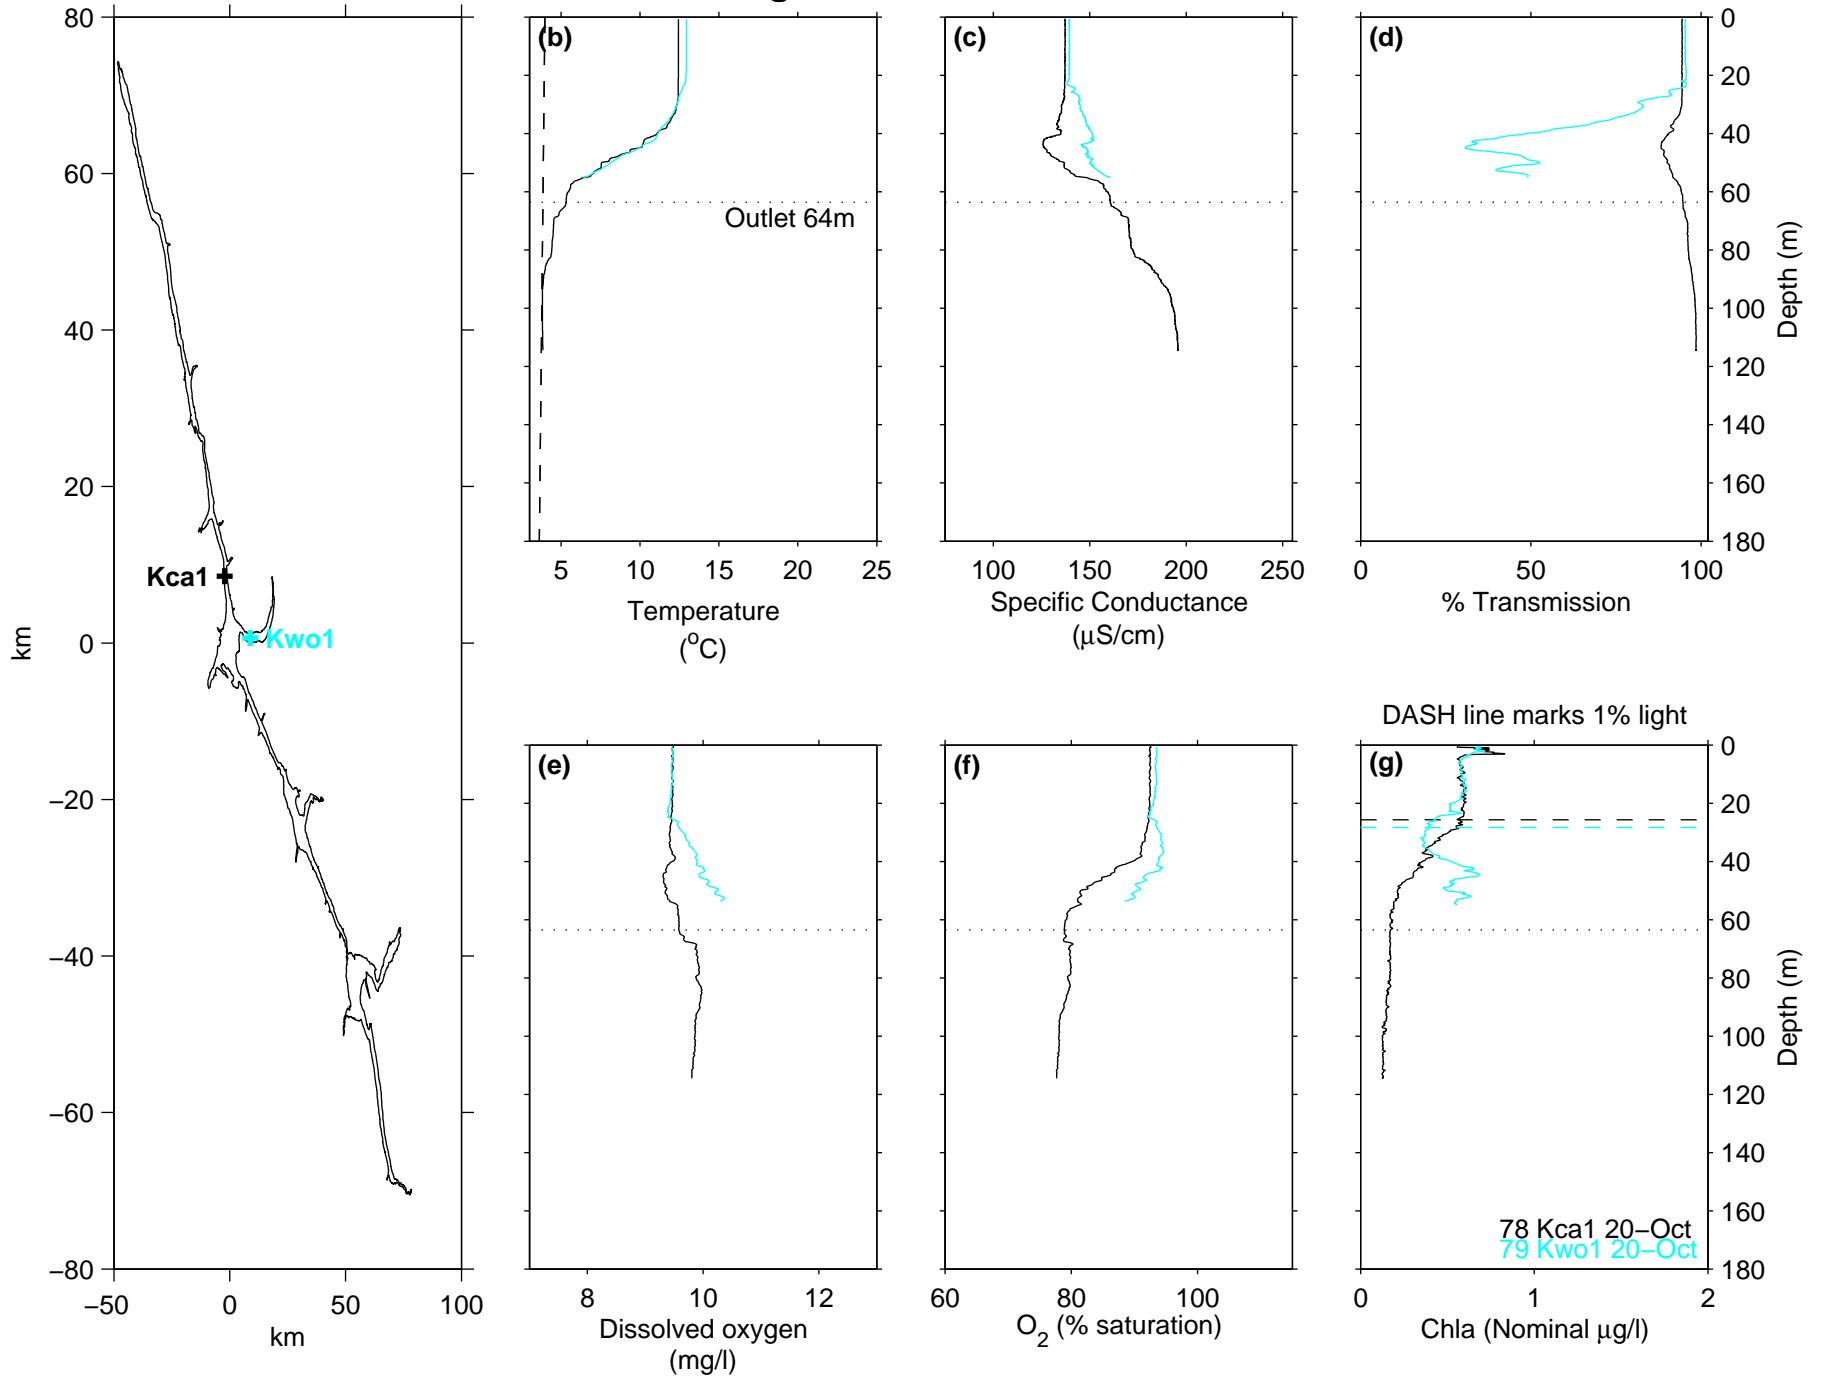 80
60
40
20
0
−20
−40
−60
−80
km
−50 0 50 100
km
Kca1
Kwo1
(b)
Outlet 64m
5 10 15 20 25
Temperature
(oC)
(c)
100 150 200 250
Specific Conductance
(μS/cm)
(d)
0 50 100
% Transmission
0
20
40
60
80
100
120
140
160
180
Depth (m)
(e)
8 10 12
Dissolved oxygen
(mg/l)
(f)
60 80 100
O2 (% saturation)
DASH line marks 1% light
(g)
78 Kca1 20−Oct
79 Kwo1 20−Oct
0 1 2
Chla (Nominal μg/l)
0
20
40
60
80
100
120
140
160
180
Depth (m)